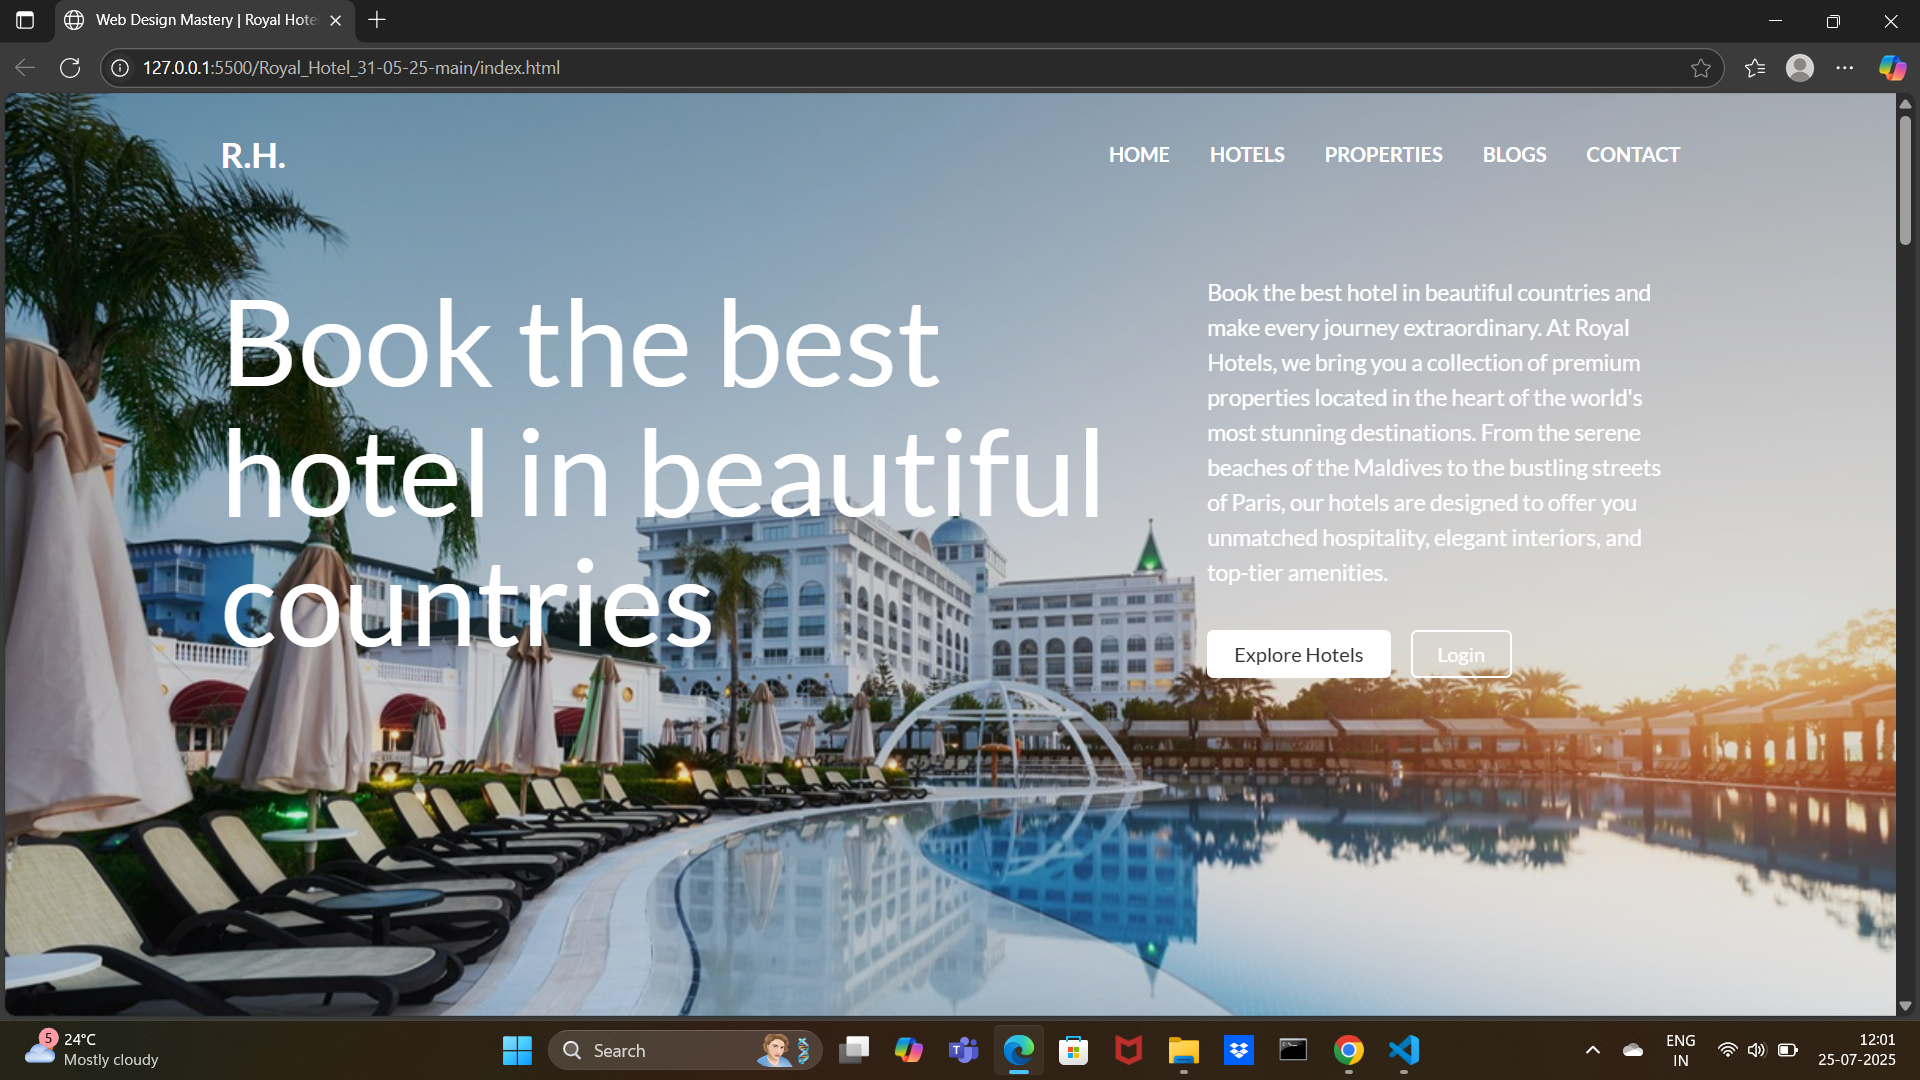 Web Design Mastery | Royal Hote
127.0.0.1:5500/Royal_Hotel_31-05-25-main/index.html
R.H.
HOME HOTELS PROPERTIES BLOGS CONTACT
Book the best
hotel in beautiful
countries
Book the best hotel in beautiful countries and
make every journey extraordinary. At Royal
Hotels, we bring you a collection of premium
properties located in the heart of the world's
most stunning destinations. From the serene
beaches of the Maldives to the bustling streets
of Paris, our hotels are designed to offer you
unmatched hospitality, elegant interiors, and
top-tier amenities.
Explore Hotels Login
5
24°C
Mostly cloudy
Search
ENG
IN
12:01
25-07-2025